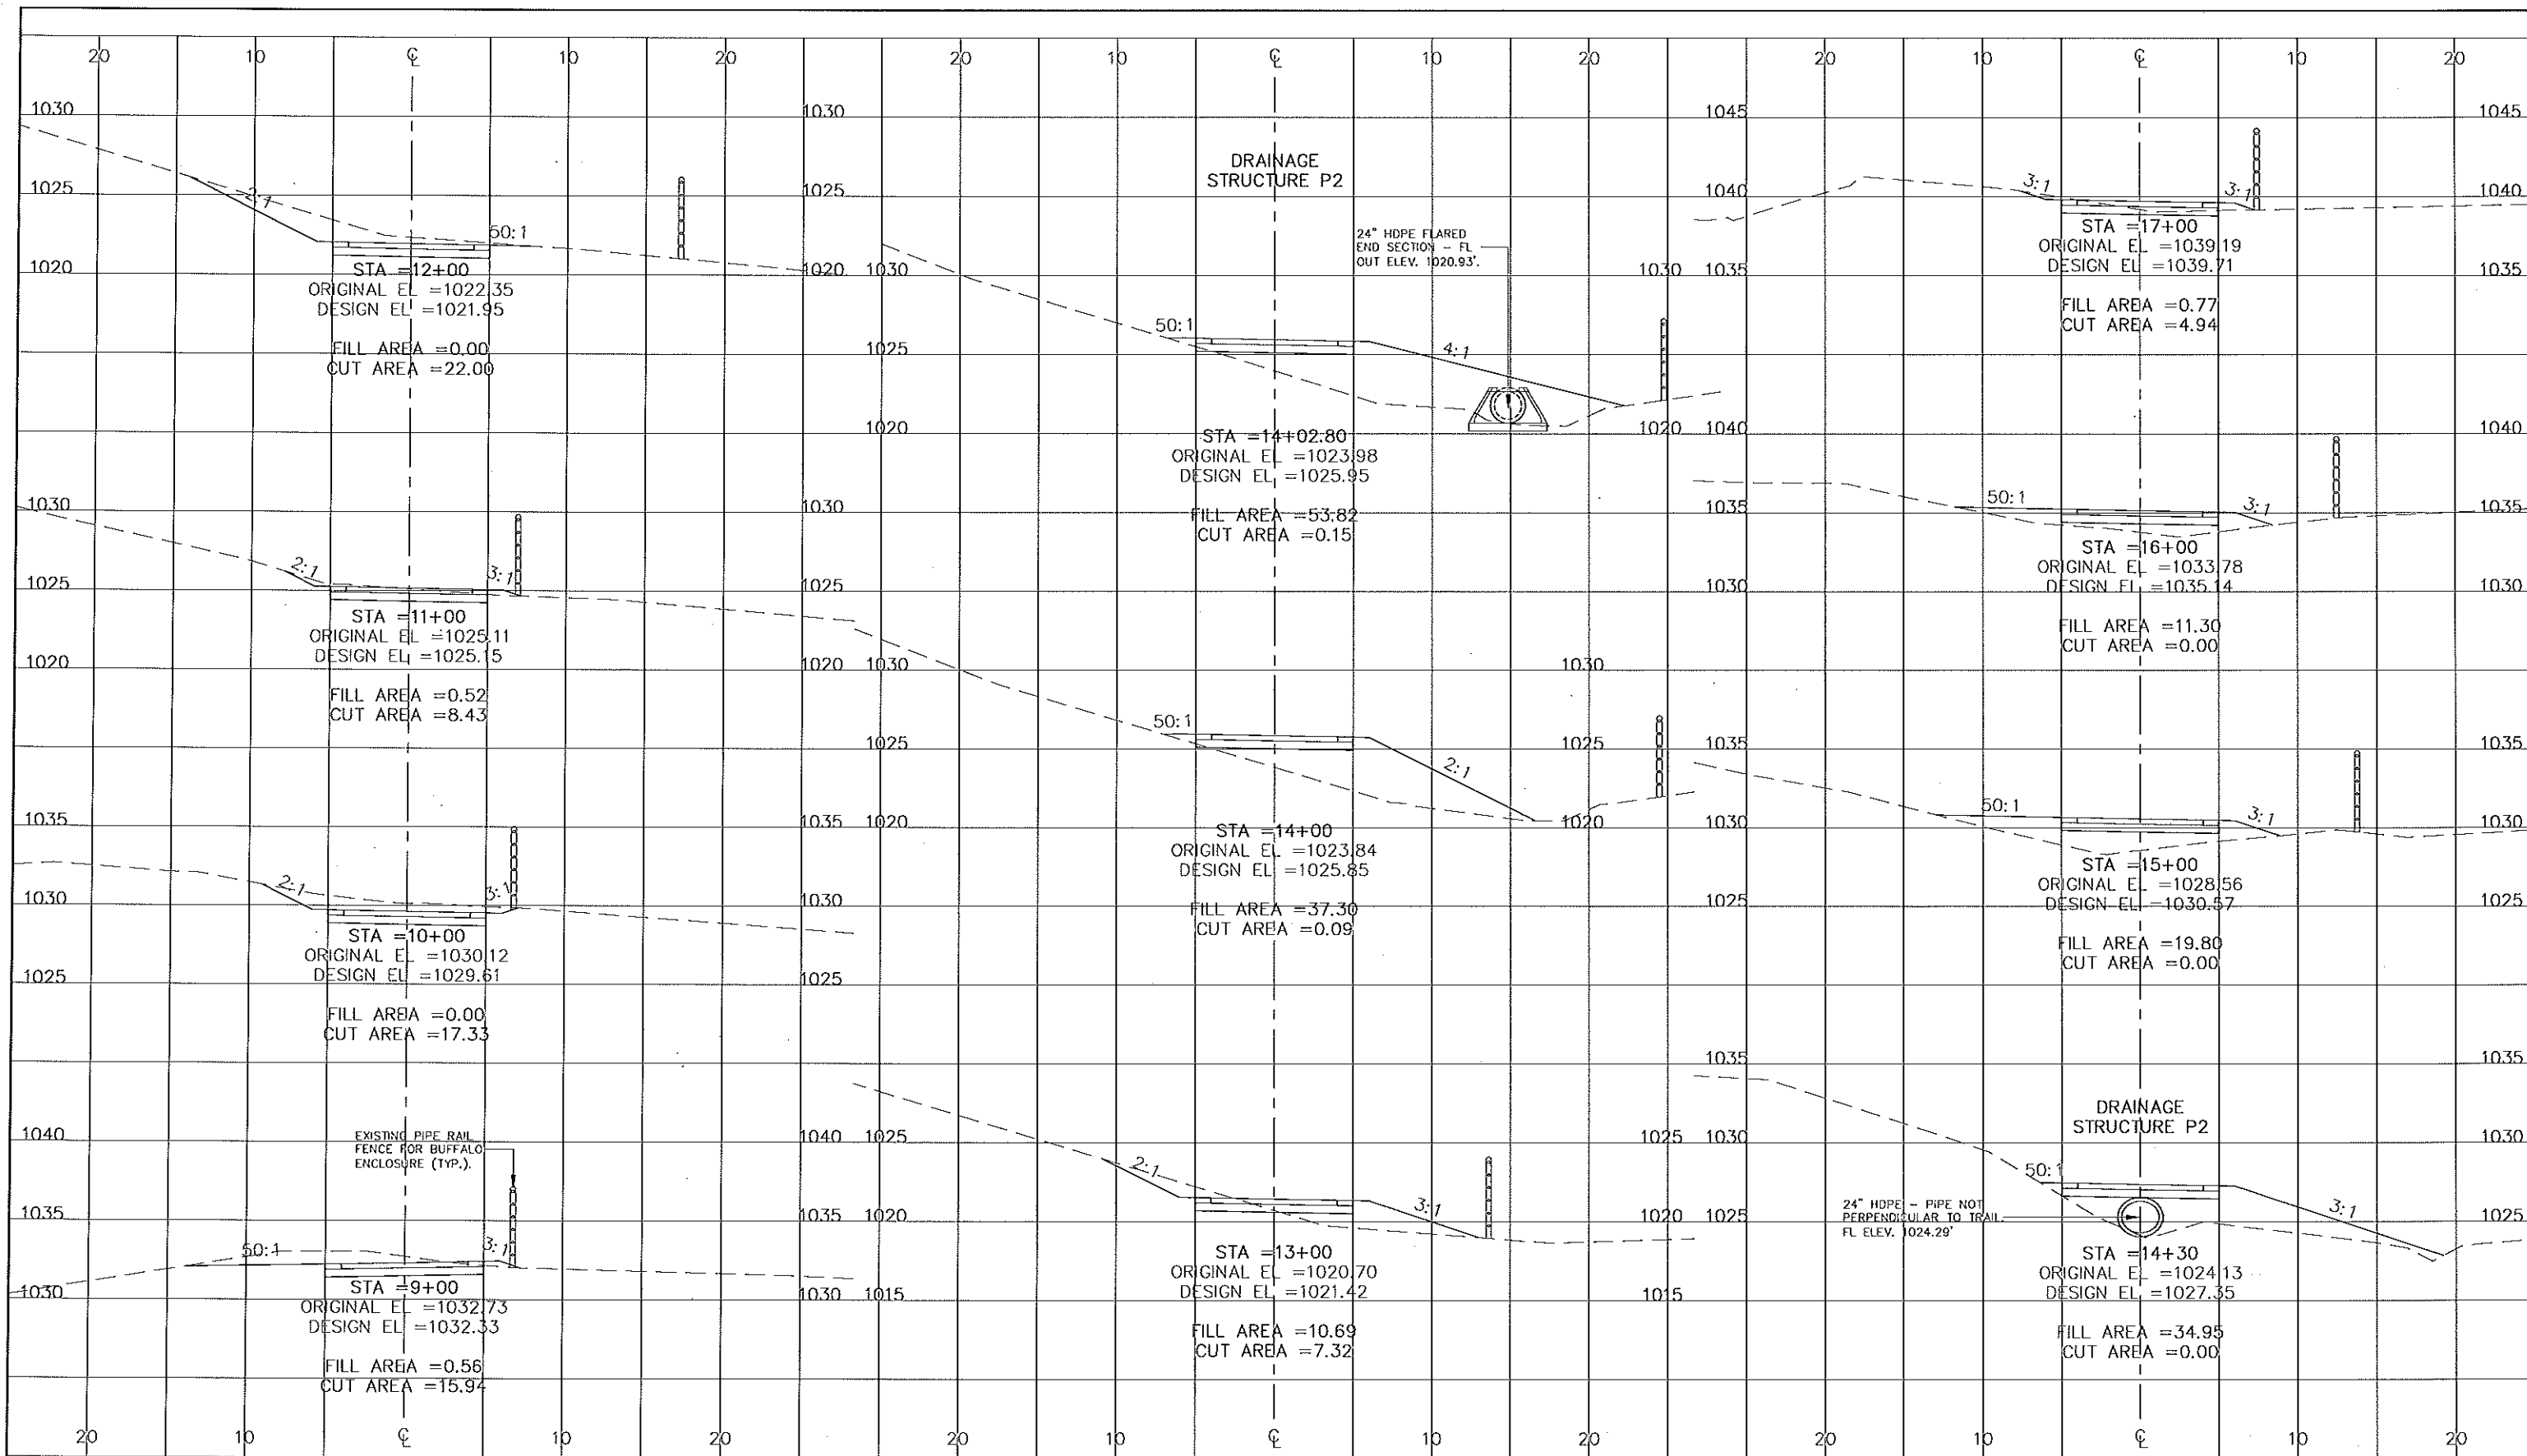 20 10 ℄ 10 20 20 10 ℄ 10 20 20 10 ℄ 10 20
1030 1030
1025 1025
1020 1020
2:1
50:1
STA =12+00
ORIGINAL EL =1022.35
DESIGN EL =1021.95
FILL AREA =0.00
CUT AREA =22.00
1030 1030
1025 1025
1020 1020
2:1
3:1
STA =11+00
ORIGINAL EL =1025.11
DESIGN EL =1025.15
FILL AREA =0.52
CUT AREA =8.43
1035 1035
1030 1030
1025 1025
2:1
3:1
STA =10+00
ORIGINAL EL =1030.12
DESIGN EL =1029.61
FILL AREA =0.00
CUT AREA =17.33
1040 1040
1035 1035
1030 1030
EXISTING PIPE RAIL
FENCE FOR BUFFALO
ENCLOSURE (TYP.).
50:1
3:1
STA =9+00
ORIGINAL EL =1032.73
DESIGN EL =1032.33
FILL AREA =0.56
CUT AREA =15.94
DRAINAGE
STRUCTURE P2
24" HDPE FLARED
END SECTION - FL
OUT ELEV. 1020.93'.
1030 1030
1025
1020 1020
50:1
4:1
STA =14+02.80
ORIGINAL EL =1023.98
DESIGN EL =1025.95
FILL AREA =53.82
CUT AREA =0.15
1030 1030
1025 1025
1020 1020
50:1
2:1
STA =14+00
ORIGINAL EL =1023.84
DESIGN EL =1025.85
FILL AREA =37.30
CUT AREA =0.09
1025 1025
1020 1020
1015 1015
2:1
3:1
STA =13+00
ORIGINAL EL =1020.70
DESIGN EL =1021.42
FILL AREA =10.69
CUT AREA =7.32
1045 1045
1040 1040
1035 1035
3:1
3:1
STA =17+00
ORIGINAL EL =1039.19
DESIGN EL =1039.71
FILL AREA =0.77
CUT AREA =4.94
1040 1040
1035 1035
1030 1030
50:1
3:1
STA =16+00
ORIGINAL EL =1033.78
DESIGN EL =1035.14
FILL AREA =11.30
CUT AREA =0.00
1035 1035
1030 1030
1025 1025
50:1
3:1
STA =15+00
ORIGINAL EL =1028.56
DESIGN EL =1030.57
FILL AREA =19.80
CUT AREA =0.00
1035 1035
1030 1030
1025 1025
DRAINAGE
STRUCTURE P2
50:1
3:1
24" HDPE - PIPE NOT
PERPENDICULAR TO TRAIL.
FL ELEV. 1024.29'
STA =14+30
ORIGINAL EL =1024.13
DESIGN EL =1027.35
FILL AREA =34.95
CUT AREA =0.00
20 10 ℄ 10 20 20 10 ℄ 10 20 20 10 ℄ 10 20